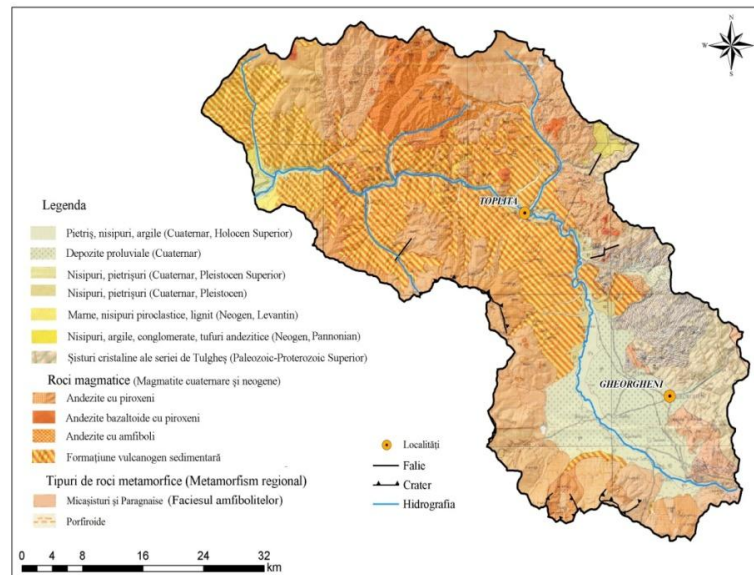 N
W
E
S
TOPLITA
GHEORGHENI
Legenda
Pietriș, nisipuri, argile (Cuaternar, Holocen Superior)
Depozite proluviale (Cuaternar)
Nisipuri, pietrișuri (Cuaternar, Pleistocen Superior)
Nisipuri, pietrișuri (Cuaternar, Pleistocen)
Marne, nisipuri piroclastice, lignit (Neogen, Levantin)
Nisipuri, argile, conglomerate, tufuri andezitice (Neogen, Pannonian)
Șisturi cristaline ale seriei de Tulgheș (Paleozoic-Proterozoic Superior)
Roci magmatice (Magmatite cuaternare și neogene)
Andezite cu piroxeni
Andezite bazaltoide cu piroxeni
Andezite cu amfiboli
Formațiune vulcanogen sedimentară
Tipuri de roci metamorfice (Metamorfism regional)
Micașisturi și Paragnaise (Faciesul amfibolitelor)
Porfiroide
Localități
Falie
Crater
Hidrografia
0 2 4 8 16 24 32
km